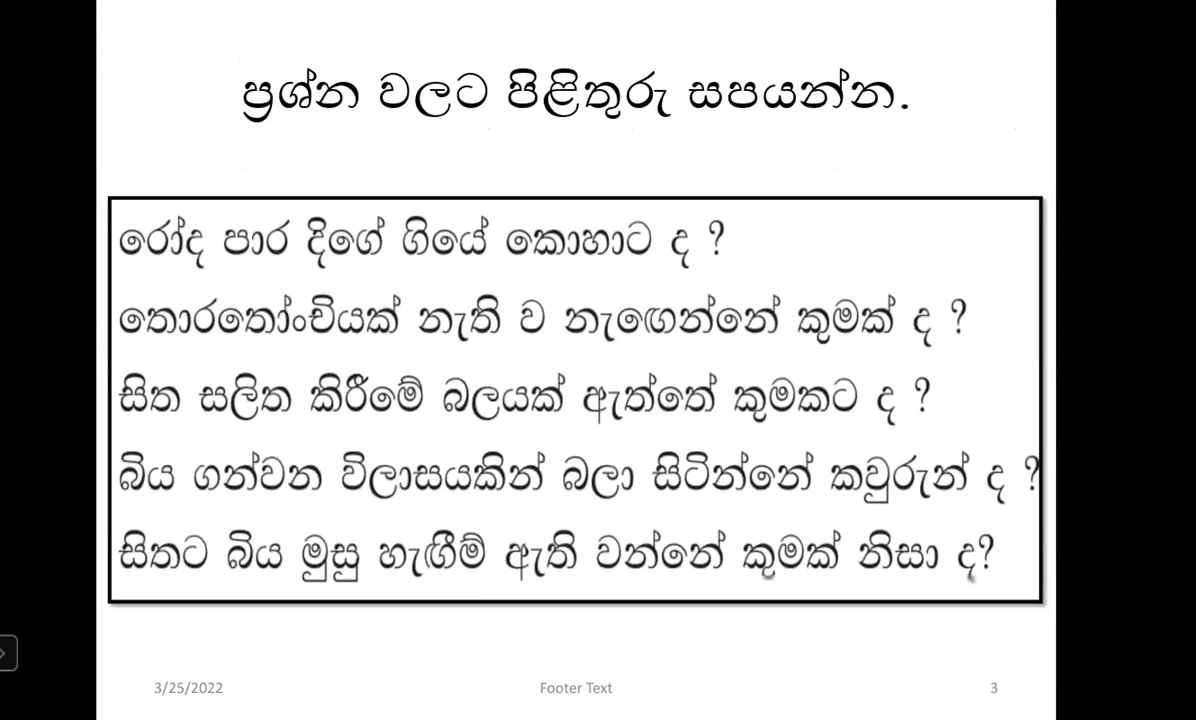 ප්‍රශ්න වලට පිළිතුරු සපයන්න.
රෝද පාර දිගේ ගියේ කොහාට ද ?
තොරතෝංචියක් නැති ව නැඟෙන්නේ කුමක් ද ?
සිත සලිත කිරීමේ බලයක් ඇත්තේ කුමකට ද ?
බිය ගන්වන විලාසයකින් බලා සිටින්නේ කවුරුන් ද ?
සිතට බිය මුසු හැඟීම් ඇති වන්නේ කුමක් නිසා ද?
3/25/2022 Footer Text 3